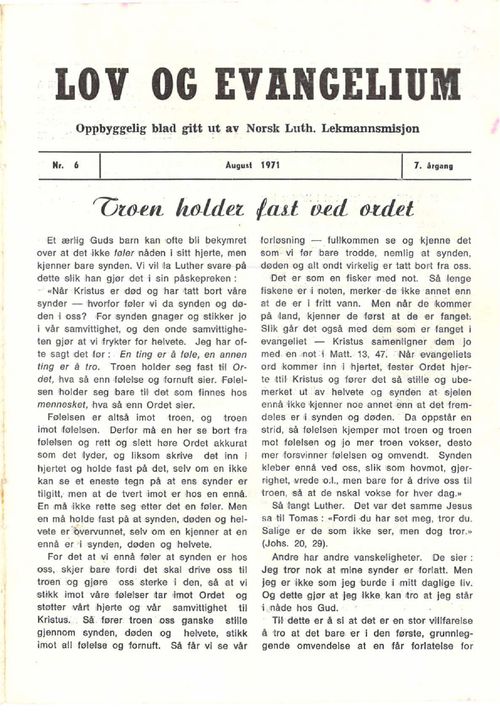 LOV OG EVANGELIUM
Oppbyggelig blad gitt ut av Norsk Luth. Lekmannsmisjon
Nr. 6
August 1971
7. årgang
Troen holder fast ved ordet
Et ærlig Guds barn kan ofte bli bekymret
over at det ikke føler nåden i sitt hjerte, men
kjenner bare synden. Vi vil la Luther svare på
dette slik han gjør det i sin påskepreken:
«Når Kristus er død og har tatt bort våre
synder — hvorfor føler vi da synden og dø-
den i oss? For synden gnager og stikker jo
i vår samvittighet, og den onde samvittighe-
ten gjør at vi frykter for helvete. Jeg har of-
te sagt det før: En ting er å føle, en annen
ting er å tro. Troen holder seg fast til Or-
det, hva så enn følelse og fornuft sier. Følel-
sen holder seg bare til det som finnes hos
mennesket, hva så enn Ordet sier.
Følelsen er altså imot troen, og troen
imot følelsen. Derfor må en her se bort fra
følelsen og rett og slett høre Ordet akkurat
som det lyder, og liksom skrive det inn i
hjertet og holde fast på det, selv om en ikke
kan se et eneste tegn på at ens synder er
tilgitt, men at de tvert imot er hos en ennå.
En må ikke rette seg etter det en føler. Men
en må holde fast på at synden, døden og hel-
vete er overvunnet, selv om en kjenner at en
ennå er i synden, døden og helvete.
For det at vi ennå føler at synden er hos
oss, skjer bare fordi det skal drive oss til
troen og gjøre oss sterke i den, så at vi
stikk imot våre følelser tar imot Ordet og
støtter vårt hjerte og vår samvittighet til
Kristus. Så fører troen oss ganske stille
gjennom synden, døden og helvete, stikk
imot all følelse og fornuft. Så får vi se vår
forløsning — fullkommen se og kjenne det
som vi før bare trodde, nemlig at synden,
døden og alt ondt virkelig er tatt bort fra oss.
Det er som en fisker med not. Så lenge
fiskene er i noten, merker de ikke annet enn
at de er i fritt vann. Men når de kommer
på land, kjenner de først at de er fanget.
Slik går det også med dem som er fanget i
evangeliet — Kristus samenligner dem jo
med en not i Matt. 13, 47. Når evangeliets
ord kommer inn i hjertet, fester Ordet hjer-
te ttil Kristus og fører det så stille og ube-
merket ut av helvete og synden at sjelen
ennå ikke kjenner noe annet enn at det frem-
deles er i synden og døden. Da oppstår en
strid, så følelsen kjemper mot troen og troen
mot følelsen og jo mer troen vokser, desto
mer forsvinner følelsen og omvendt. Synden
kleber ennå ved oss, slik som hovmot, gjer-
righet, vrede o.l., men bare for å drive oss til
troen, så at de nskal vokse for hver dag.»
Så langt Luther. Det var det samme Jesus
sa til Tomas: «Fordi du har set meg, tror du.
Salige er de som ikke ser, men dog tror.»
(Johs. 20, 29).
Andre har andre vanskeligheter. De sier:
Jeg tror nok at mine synder er forlatt. Men
jeg er ikke som jeg burde i mitt daglige liv.
Og dette gjør at jeg ikke kan tro at jeg står
i nåde hos Gud.
Til dette er å si at det er en stor villfarelse
å tro at det bare er i den første, grunnleg-
gende omvendelse at en får forlatelse for